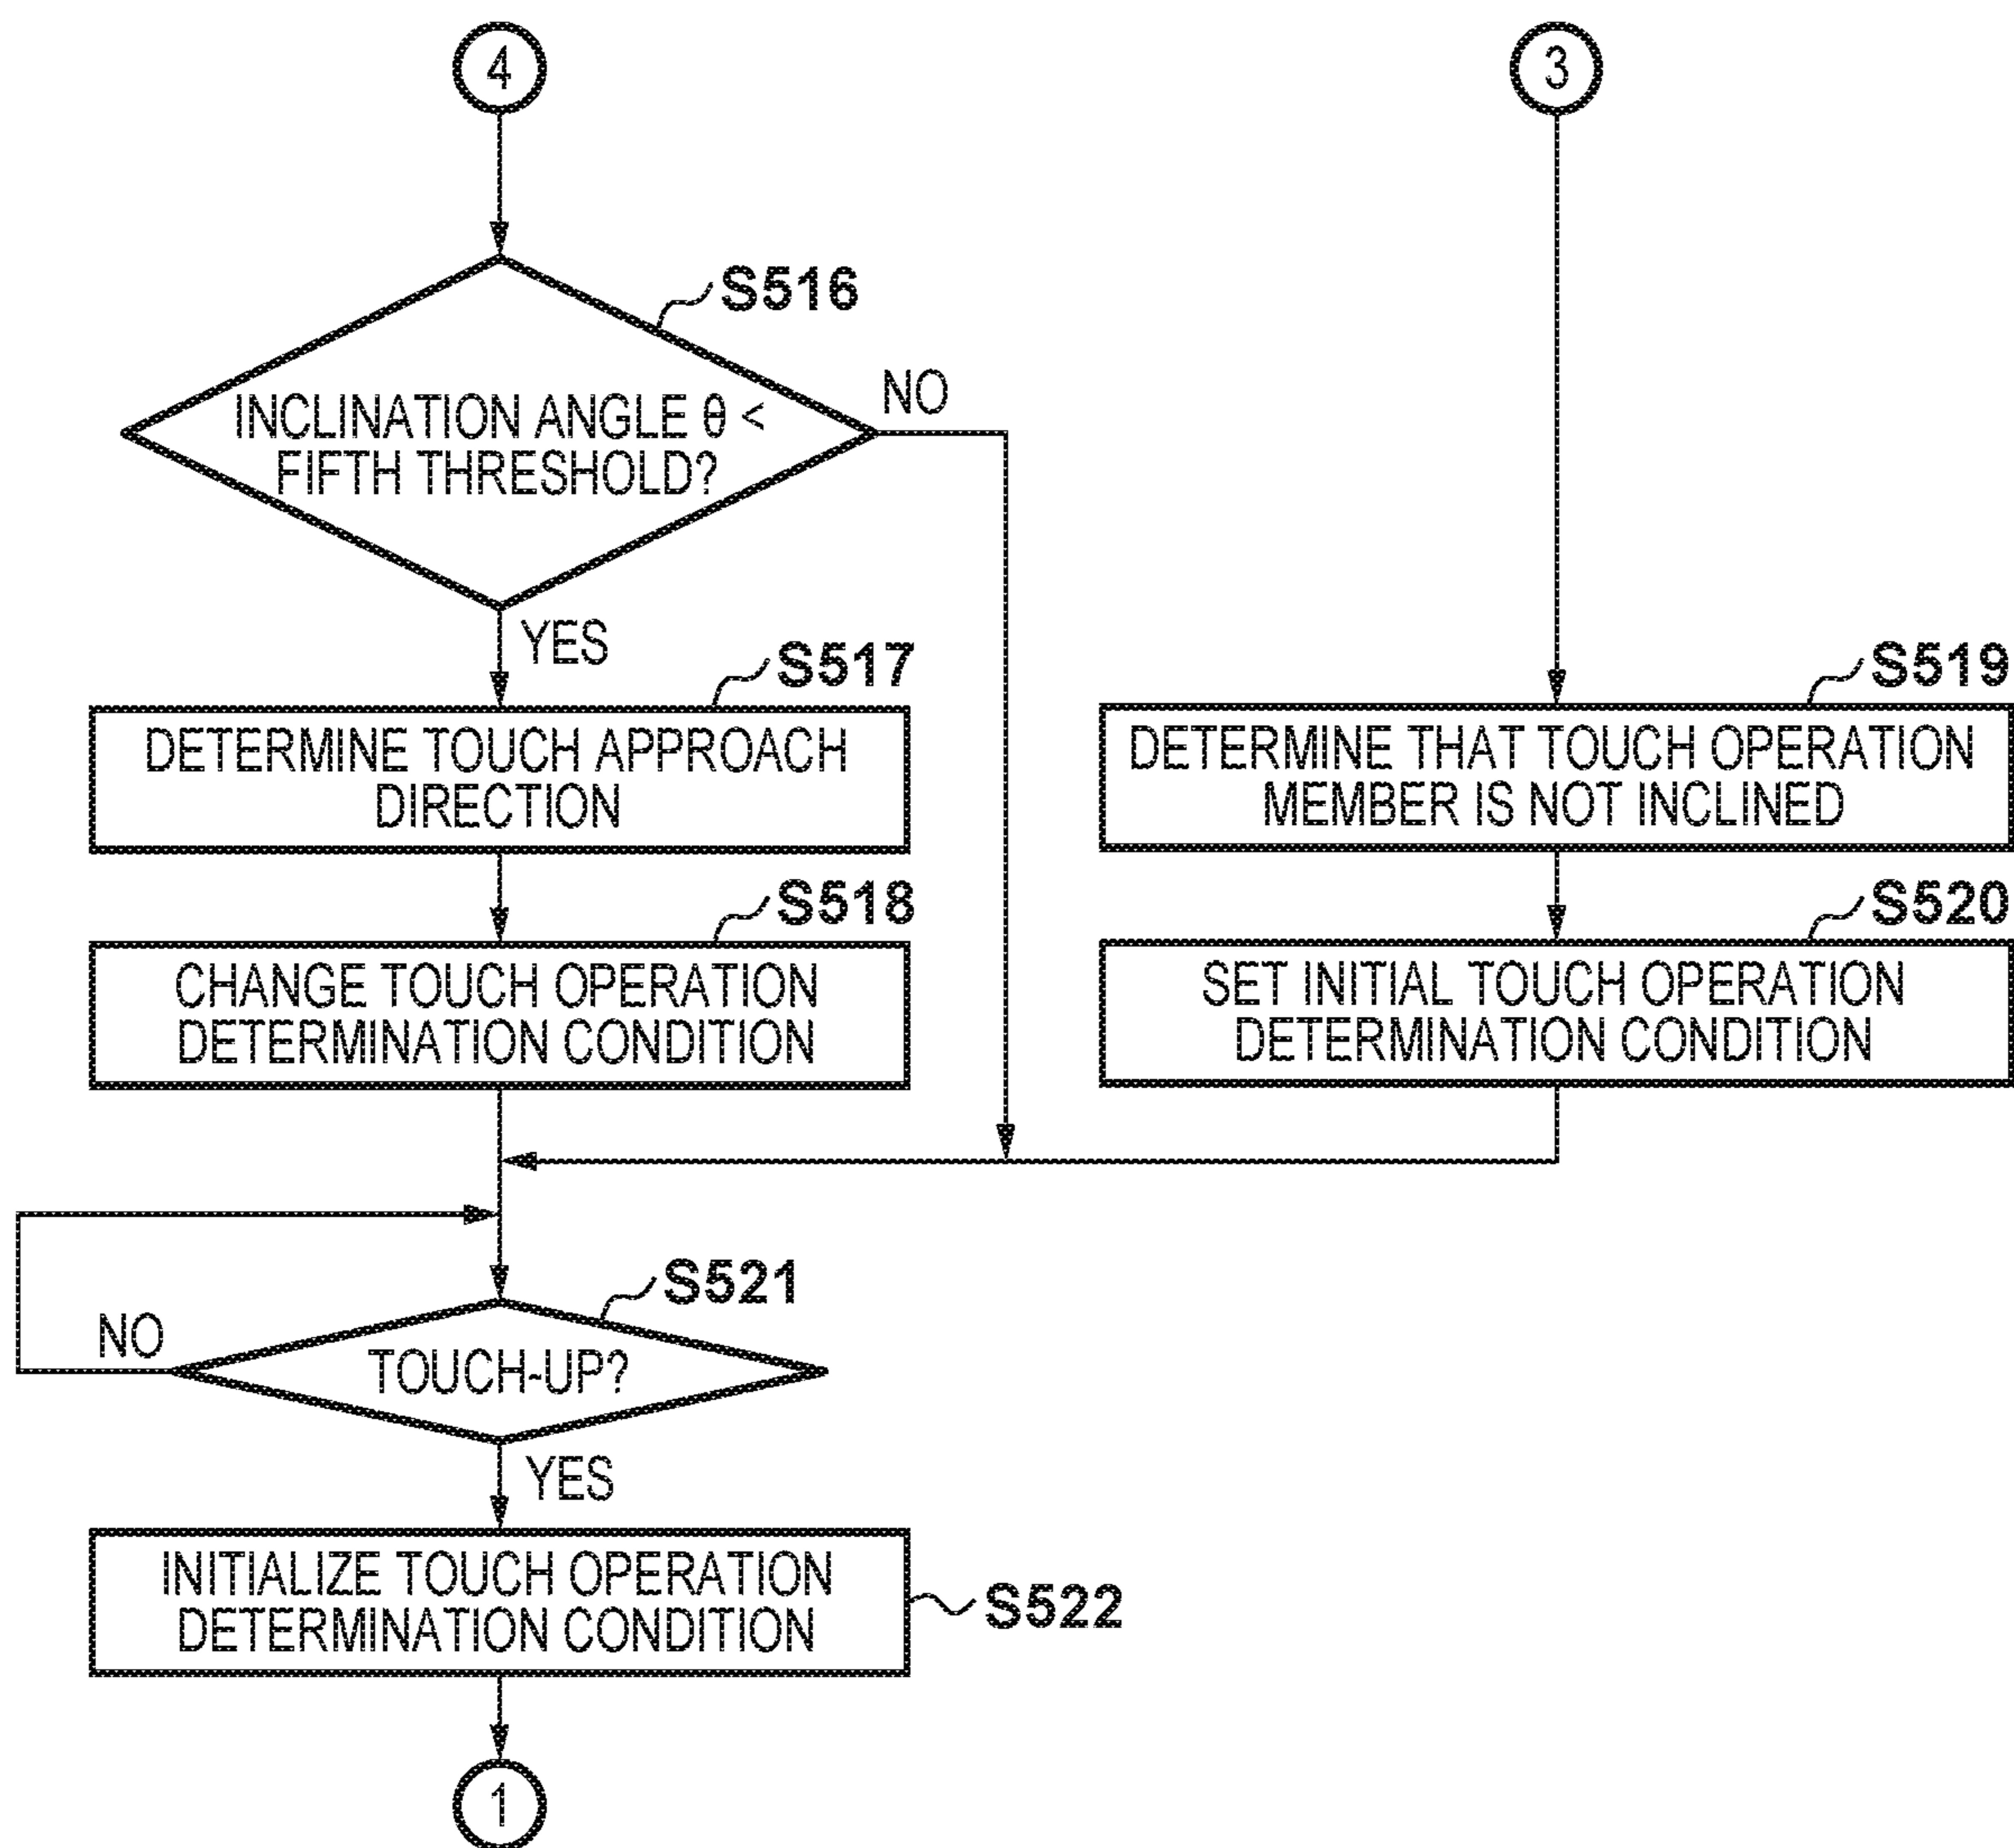 4
3
S516
INCLINATION ANGLE θ <
FIFTH THRESHOLD?
NO
YES
S517
DETERMINE TOUCH APPROACH
DIRECTION
S519
DETERMINE THAT TOUCH OPERATION
MEMBER IS NOT INCLINED
S518
CHANGE TOUCH OPERATION
DETERMINATION CONDITION
S520
SET INITIAL TOUCH OPERATION
DETERMINATION CONDITION
S521
NO
TOUCH-UP?
YES
INITIALIZE TOUCH OPERATION
DETERMINATION CONDITION
S522
1